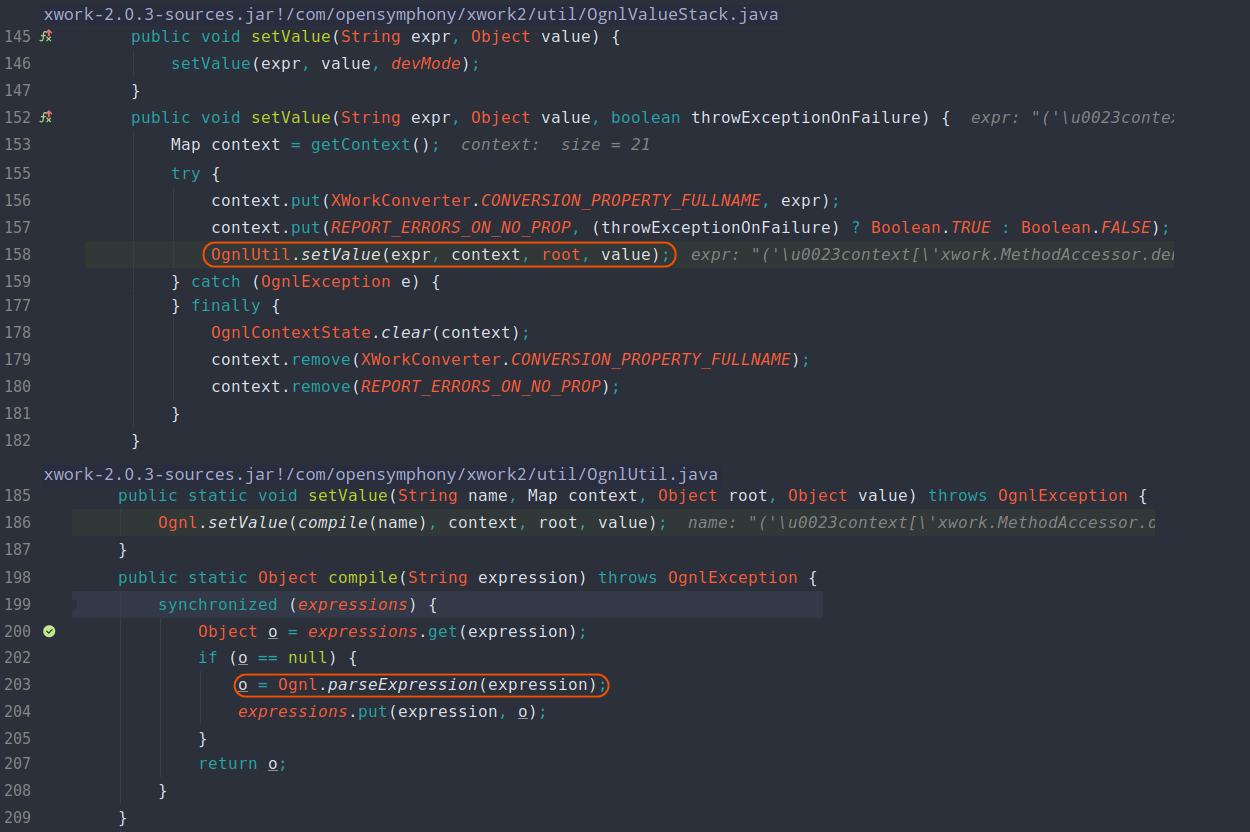 xwork-2.0.3-sources.jar!/com/opensymphony/xwork2/util/OgnlValueStack.java
145 public void setValue(String expr, Object value) {
146 setValue(expr, value, devMode);
147 }
152 public void setValue(String expr, Object value, boolean throwExceptionOnFailure) { expr: "('\u0023contex
153 Map context = getContext(); context: size = 21
155 try {
156 context.put(XWorkConverter.CONVERSION_PROPERTY_FULLNAME, expr);
157 context.put(REPORT_ERRORS_ON_NO_PROP, (throwExceptionOnFailure) ? Boolean.TRUE : Boolean.FALSE);
158 OgnlUtil.setValue(expr, context, root, value); expr: "('\u0023context[\'xwork.MethodAccessor.den
159 } catch (OgnlException e) {
177 } finally {
178 OgnlContextState.clear(context);
179 context.remove(XWorkConverter.CONVERSION_PROPERTY_FULLNAME);
180 context.remove(REPORT_ERRORS_ON_NO_PROP);
181 }
182 }
xwork-2.0.3-sources.jar!/com/opensymphony/xwork2/util/OgnlUtil.java
185 public static void setValue(String name, Map context, Object root, Object value) throws OgnlException {
186 Ognl.setValue(compile(name), context, root, value); name: "('\u0023context[\'xwork.MethodAccessor.d
187 }
198 public static Object compile(String expression) throws OgnlException {
199 synchronized (expressions) {
200 Object o = expressions.get(expression);
202 if (o == null) {
203 o = Ognl.parseExpression(expression);
204 expressions.put(expression, o);
205 }
207 return o;
208 }
209 }